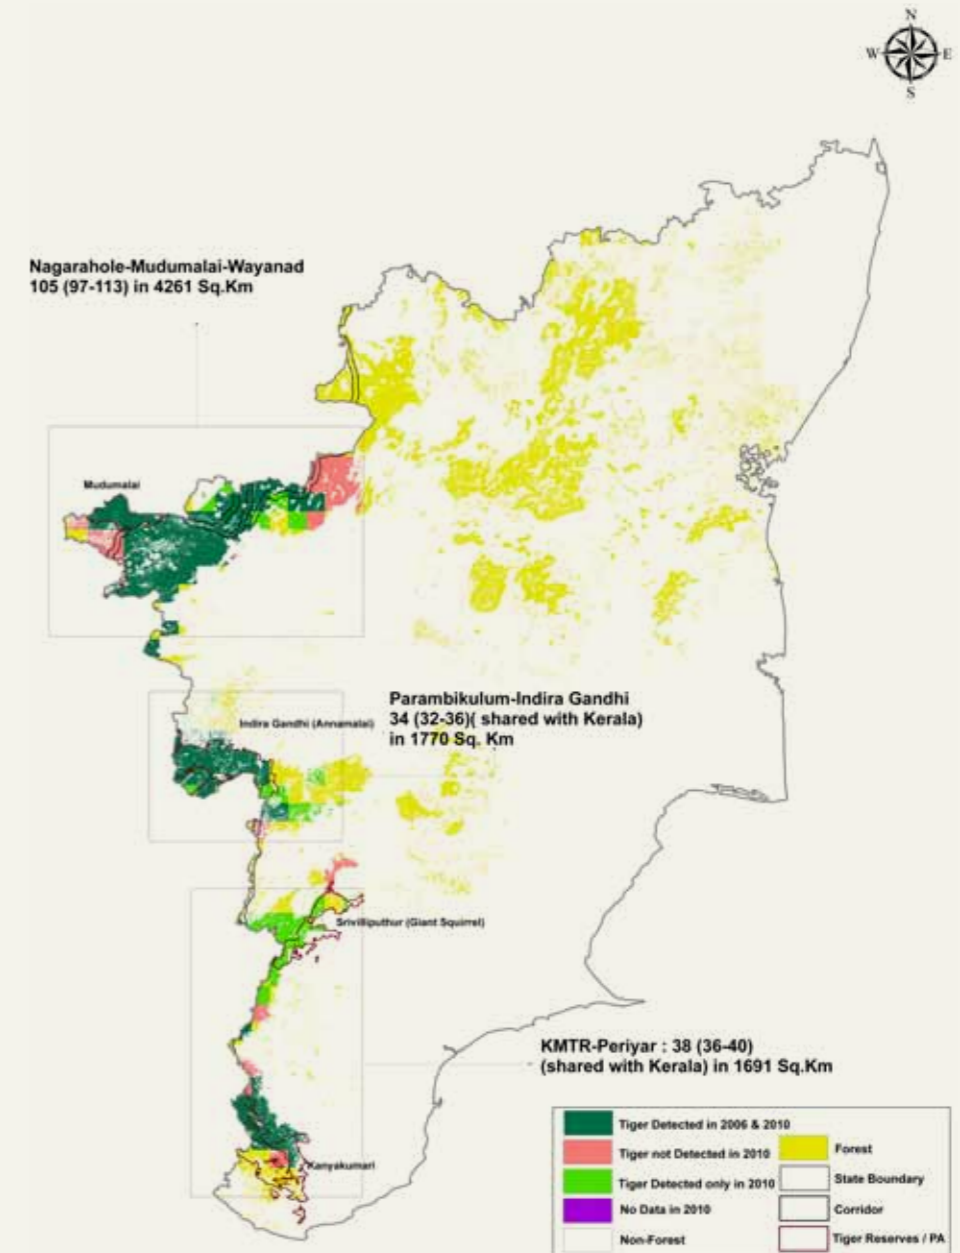 N
W E
S
Nagarahole-Mudumalai-Wayanad
105 (97-113) in 4261 Sq.Km
Mudumalai
Parambikulum-Indira Gandhi
34 (32-36)( shared with Kerala)
in 1770 Sq. Km
Indira Gandhi (Annamalai)
Srivilliputhur (Giant Squirrel)
KMTR-Periyar : 38 (36-40)
(shared with Kerala) in 1691 Sq.Km
Kanyakumari
Tiger Detected in 2006 & 2010
Tiger not Detected in 2010
Tiger Detected only in 2010
No Data in 2010
Non-Forest
Forest
State Boundary
Corridor
Tiger Reserves / PA